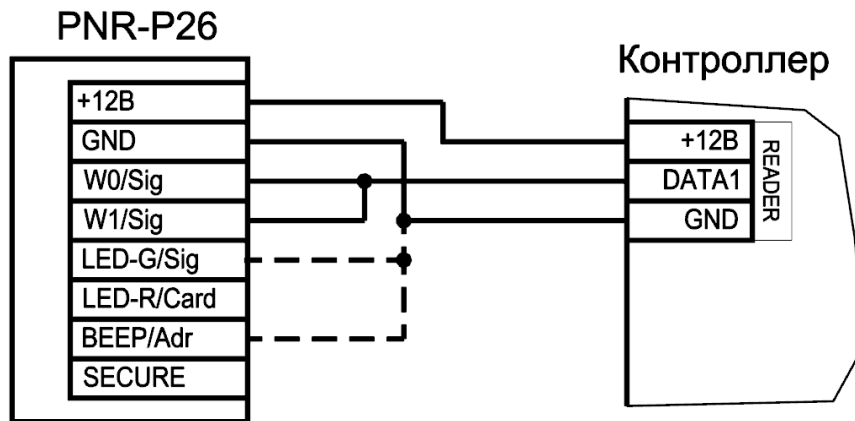 PNR-P26
+12В
GND
W0/Sig
W1/Sig
LED-G/Sig
LED-R/Card
BEEP/Adr
SECURE
Контроллер
+12В
DATA1
GND
READER